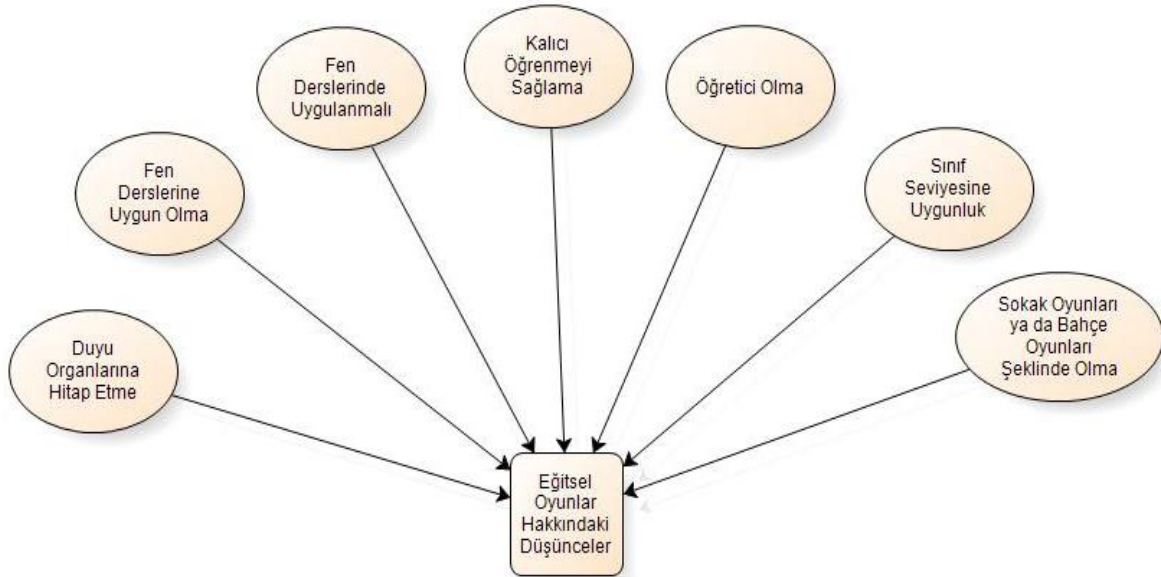 Duyu
Organlarına
Hitap Etme
Fen
Derslerine
Uygun Olma
Fen
Derslerinde
Uygulanmalı
Kalıcı
Öğrenmeyi
Sağlama
Öğretici Olma
Sınıf
Seviyesine
Uygunluk
Sokak Oyunları
ya da Bahçe
Oyunları
Şeklinde Olma
Eğitsel
Oyunlar
Hakkındaki
Düşünceler